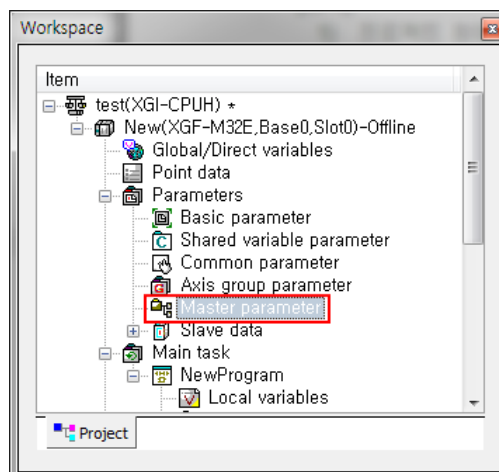 Workspace
Item
test(XGI-CPUH) *
New(XGF-M32E,Base0,Slot0)-Offline
Global/Direct variables
Point data
Parameters
Basic parameter
Shared variable parameter
Common parameter
Axis group parameter
Master parameter
Slave data
Main task
NewProgram
Local variables
Project